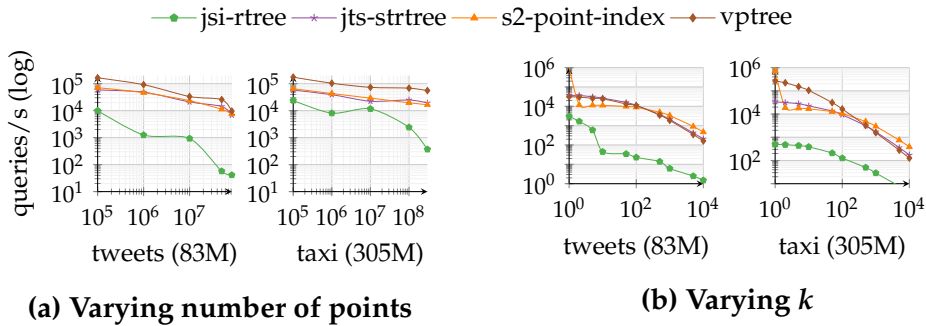 jsi-rtree jts-strtree s2-point-index vptree
queries/s (log)
10^5
10^4
10^3
10^2
10^1
10^5 10^6 10^7
tweets (83M)
10^5
10^4
10^3
10^2
10^1
10^5 10^6 10^7 10^8
taxi (305M)
(a) Varying number of points
10^6
10^4
10^2
10^0
10^0 10^2 10^4
tweets (83M)
10^6
10^4
10^2
10^0 10^2 10^4
taxi (305M)
(b) Varying k